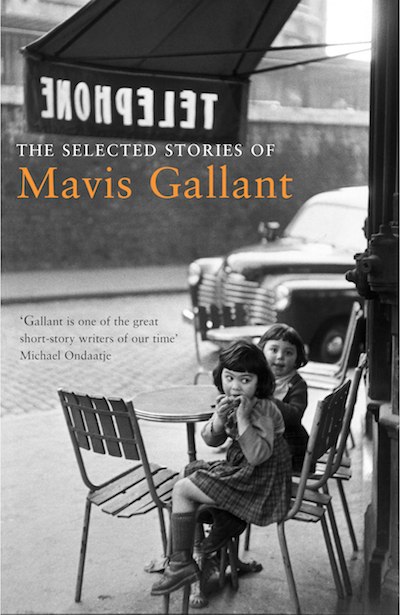 TELEPHONE
THE SELECTED STORIES OF
Mavis Gallant
‘Gallant is one of the great
short-story writers of our time’
Michael Ondaatje